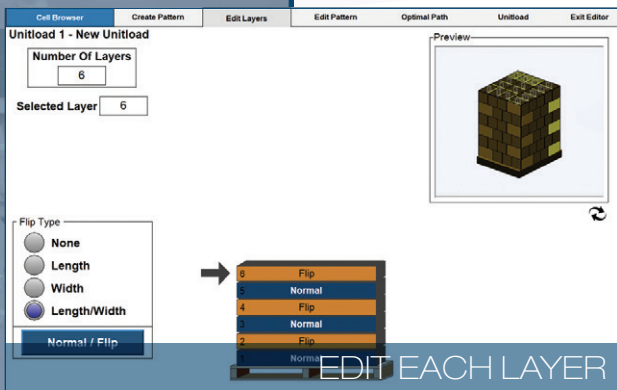 Cell Browser
Create Pattern
Edit Layers
Edit Pattern
Optimal Path
Unitload
Exit Editor
Unitload 1 - New Unitload
Preview
Number Of Layers
6
Selected Layer 6
Flip Type
None
Length
Width
Length/Width
Normal / Flip
6 Flip
5 Normal
4 Flip
3 Normal
2 Flip
1 Normal
EDIT EACH LAYER